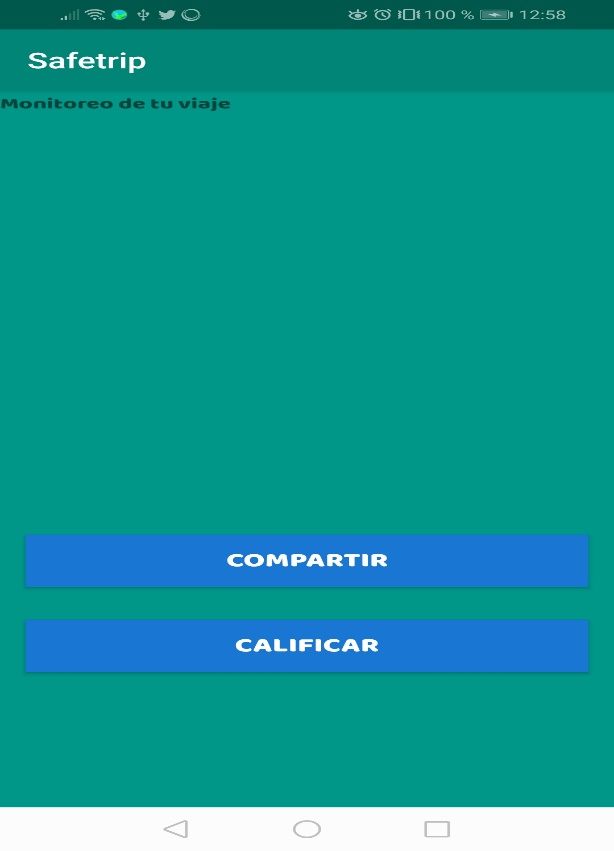 100 % 12:58
Safetrip
Monitoreo de tu viaje
COMPARTIR
CALIFICAR